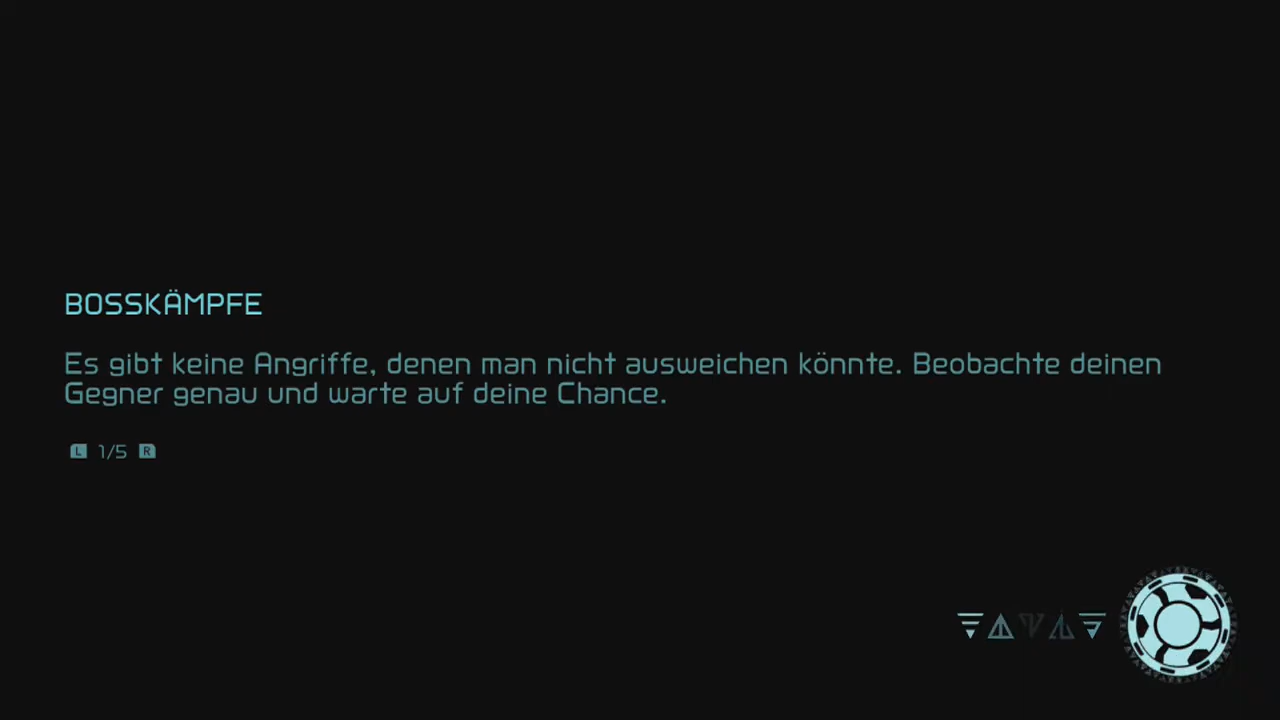 BOSSKÄMPFE
Es gibt keine Angriffe, denen man nicht ausweichen könnte. Beobachte deinen
Gegner genau und warte auf deine Chance.
L 1/5 R